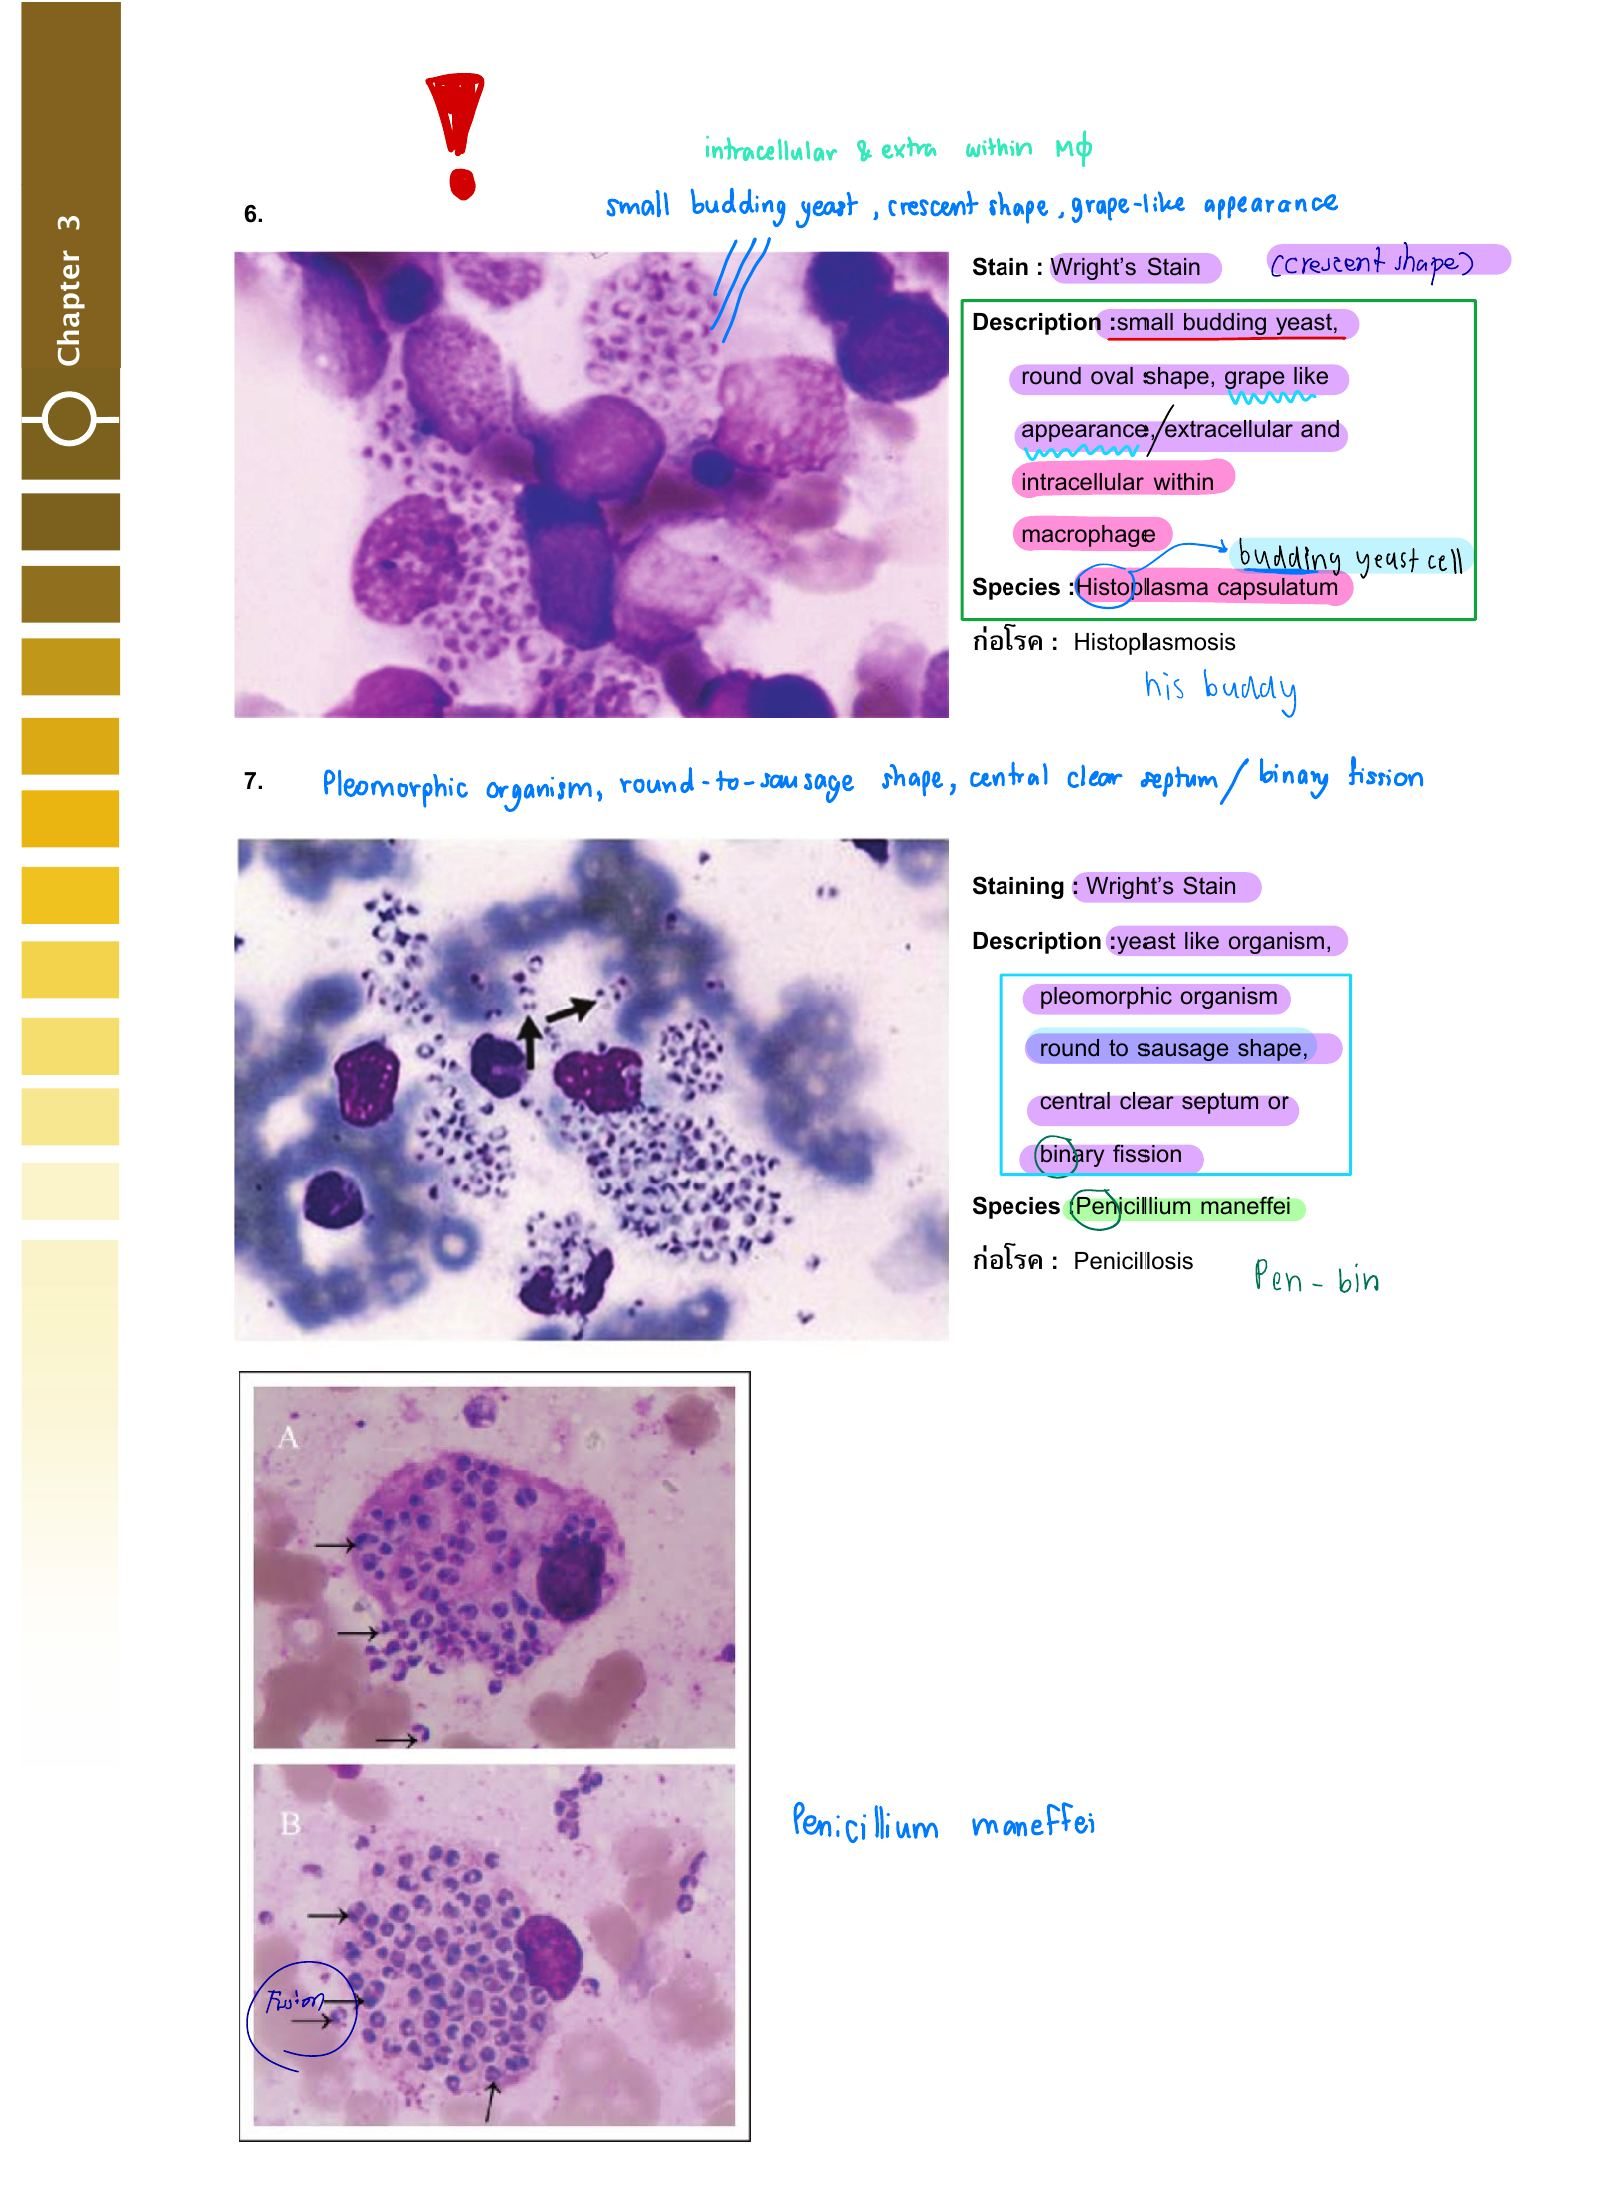 Chapter 3
intracellular & extra within Mϕ
6.
small budding yeast, crescent shape, grape-like appearance
Stain : Wright's Stain (crescent shape)
Description :small budding yeast,
round oval shape, grape like
appearance,/extracellular and
intracellular within
macrophage
budding yeast cell
Species :Histoplasma capsulatum
ก่อโรค : Histoplasmosis
his buddy
7. Pleomorphic organism, round-to-sausage shape, central clear septum / binary fission
Staining : Wright's Stain
Description :yeast like organism,
pleomorphic organism
round to sausage shape,
central clear septum or
binary fission
Species :Penicillium maneffei
ก่อโรค : Penicillosis
Pen - bin
A
B
Penicillium maneffei
Fusion